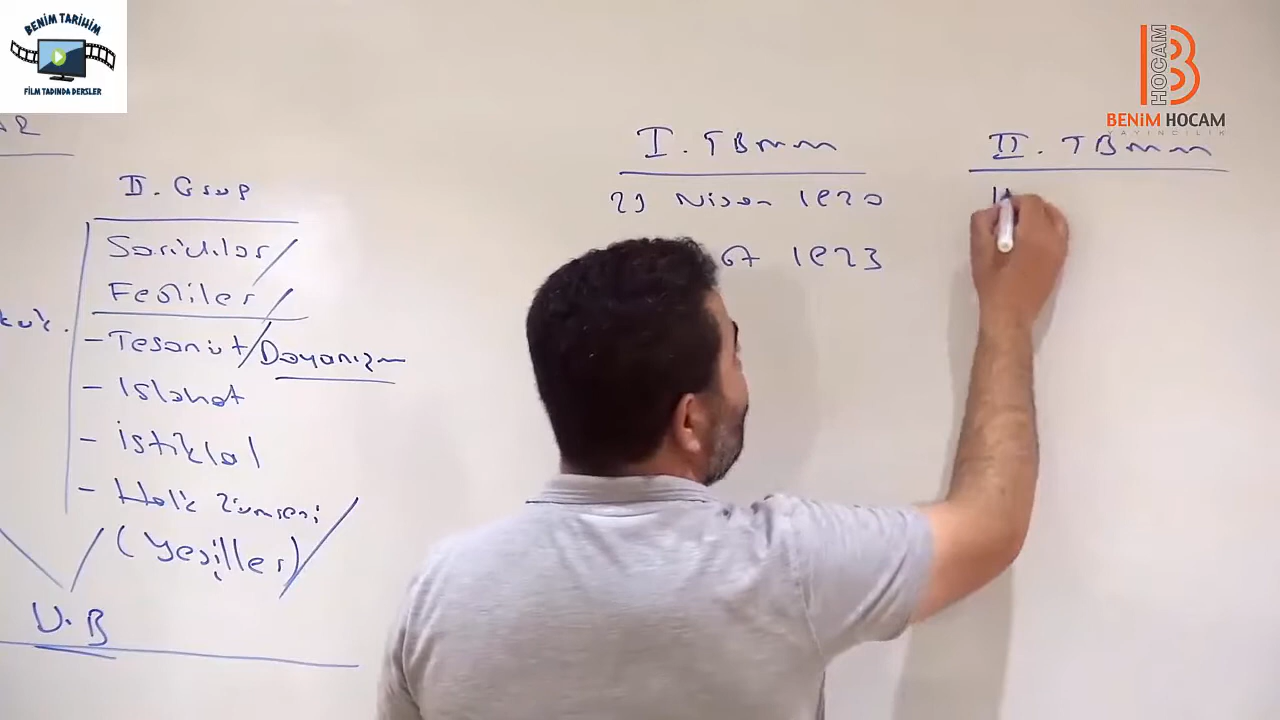 BENİM TARİHİM
FİLM TADINDA DERSLER
HOCAM
BENİM HOCAM
YAYINCILIK
II. Grup
Sarıklılar
Fesliler
- Tesanüt / Dayanışm
- Islahat
- İstiklal
- Halk Zümresi
(Yeşiller)
U.B
I. TBMM
23 Nisan 1920
1923
II. TBMM